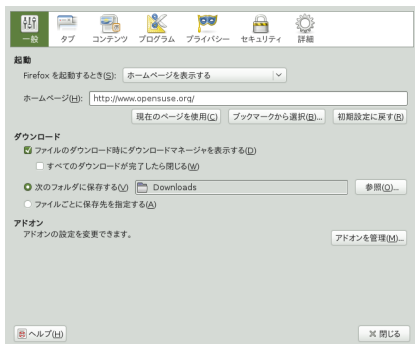 一般 タブ コンテンツ プログラム プライバシー セキュリティ 詳細
起動
Firefox を起動するとき(S): ホームページを表示する
ホームページ(H): http://www.opensuse.org/
現在のページを使用(C) ブックマークから選択(B)... 初期設定に戻す(R)
ダウンロード
ファイルのダウンロード時にダウンロードマネージャを表示する(D)
すべてのダウンロードが完了したら閉じる(W)
次のフォルダに保存する(V) Downloads 参照(O)...
ファイルごとに保存先を指定する(A)
アドオン
アドオンの設定を変更できます。
アドオンを管理(M)...
ヘルプ(H) 閉じる